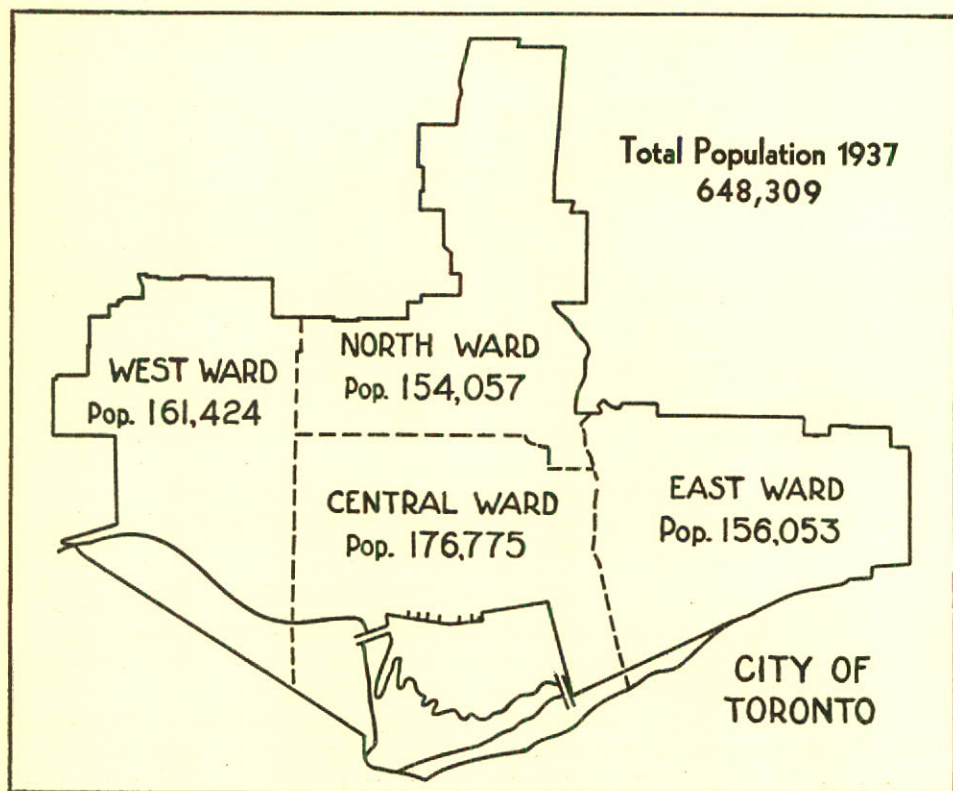 Total Population 1937
648,309
WEST WARD
Pop. 161,424
NORTH WARD
Pop. 154,057
CENTRAL WARD
Pop. 176,775
EAST WARD
Pop. 156,053
CITY OF
TORONTO